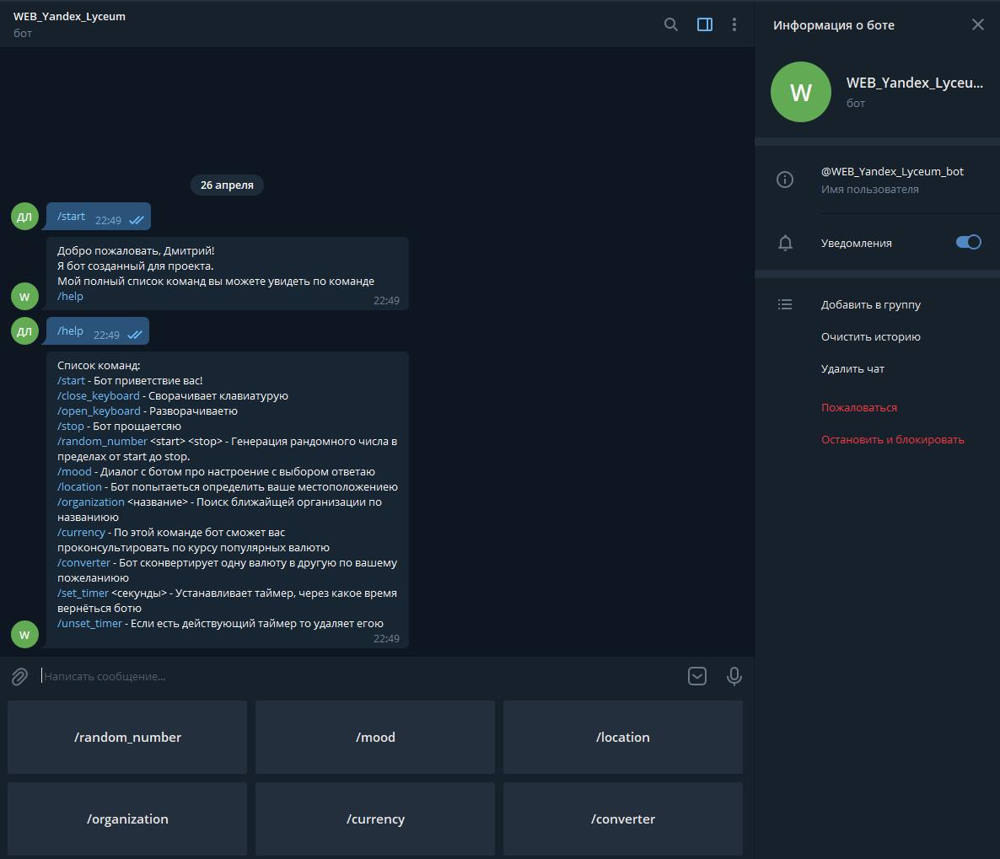 WEB_Yandex_Lyceum
бот
26 апреля
ДЛ
/start 22:49
Добро пожаловать, Дмитрий!
Я бот созданный для проекта.
Мой полный список команд вы можете увидеть по команде
/help
22:49
W
ДЛ
/help 22:49
Список команд:
/start - Бот приветствие вас!
/close_keyboard - Сворачивает клавиатурую
/open_keyboard - Разворачиваетю
/stop - Бот прощаетсяю
/random_number <start> <stop> - Генерация рандомного числа в
пределах от start до stop.
/mood - Диалог с ботом про настроение с выбором ответаю
/location - Бот попытаеться определить ваше местоположениею
/organization <название> - Поиск ближайщей организации по
названиюю
/currency - По этой команде бот сможет вас
проконсультировать по курсу популярных валютю
/converter - Бот сконвертирует одну валюту в другую по вашему
пожеланиюю
/set_timer <секунды> - Устанавливает таймер, через какое время
вернёться ботю
/unset_timer - Если есть действующий таймер то удаляет егою
22:49
W
Написать сообщение...
/random_number
/mood
/location
/organization
/currency
/converter
Информация о боте
W
WEB_Yandex_Lyceu...
бот
@WEB_Yandex_Lyceum_bot
Имя пользователя
Уведомления
Добавить в группу
Очистить историю
Удалить чат
Пожаловаться
Остановить и блокировать